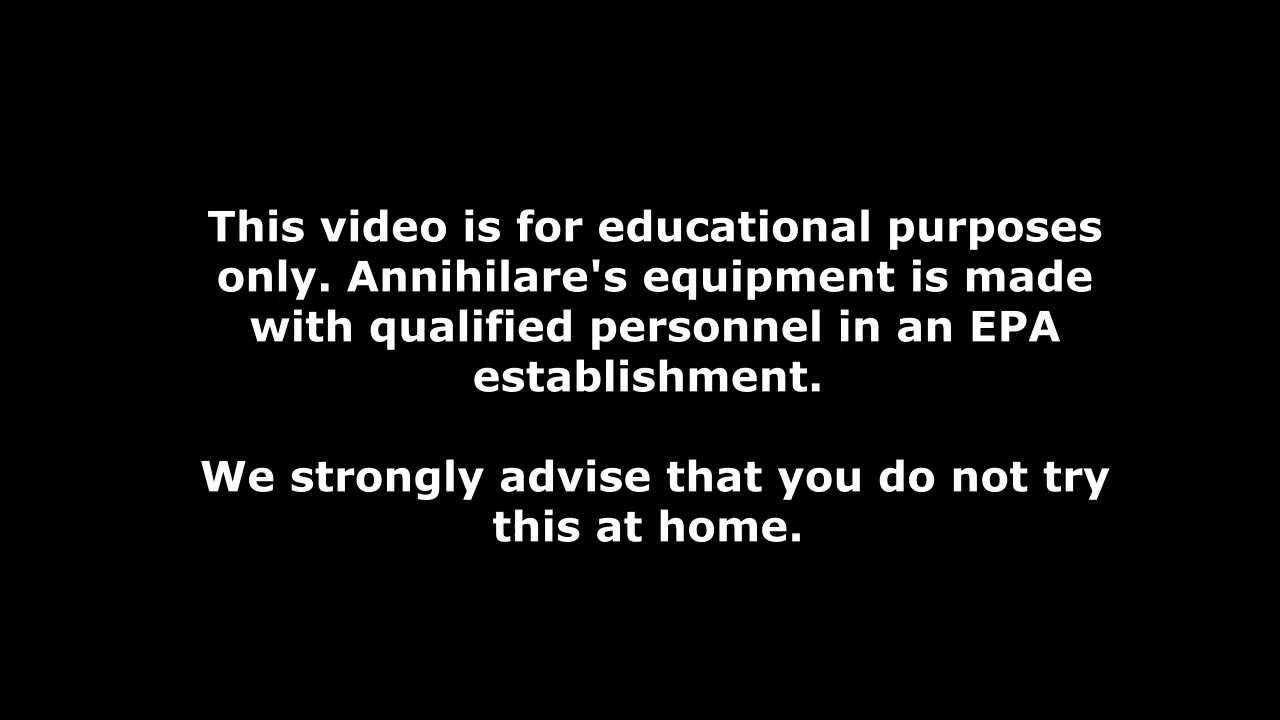 This video is for educational purposes
only. Annihilare's equipment is made
with qualified personnel in an EPA
establishment.
We strongly advise that you do not try
this at home.